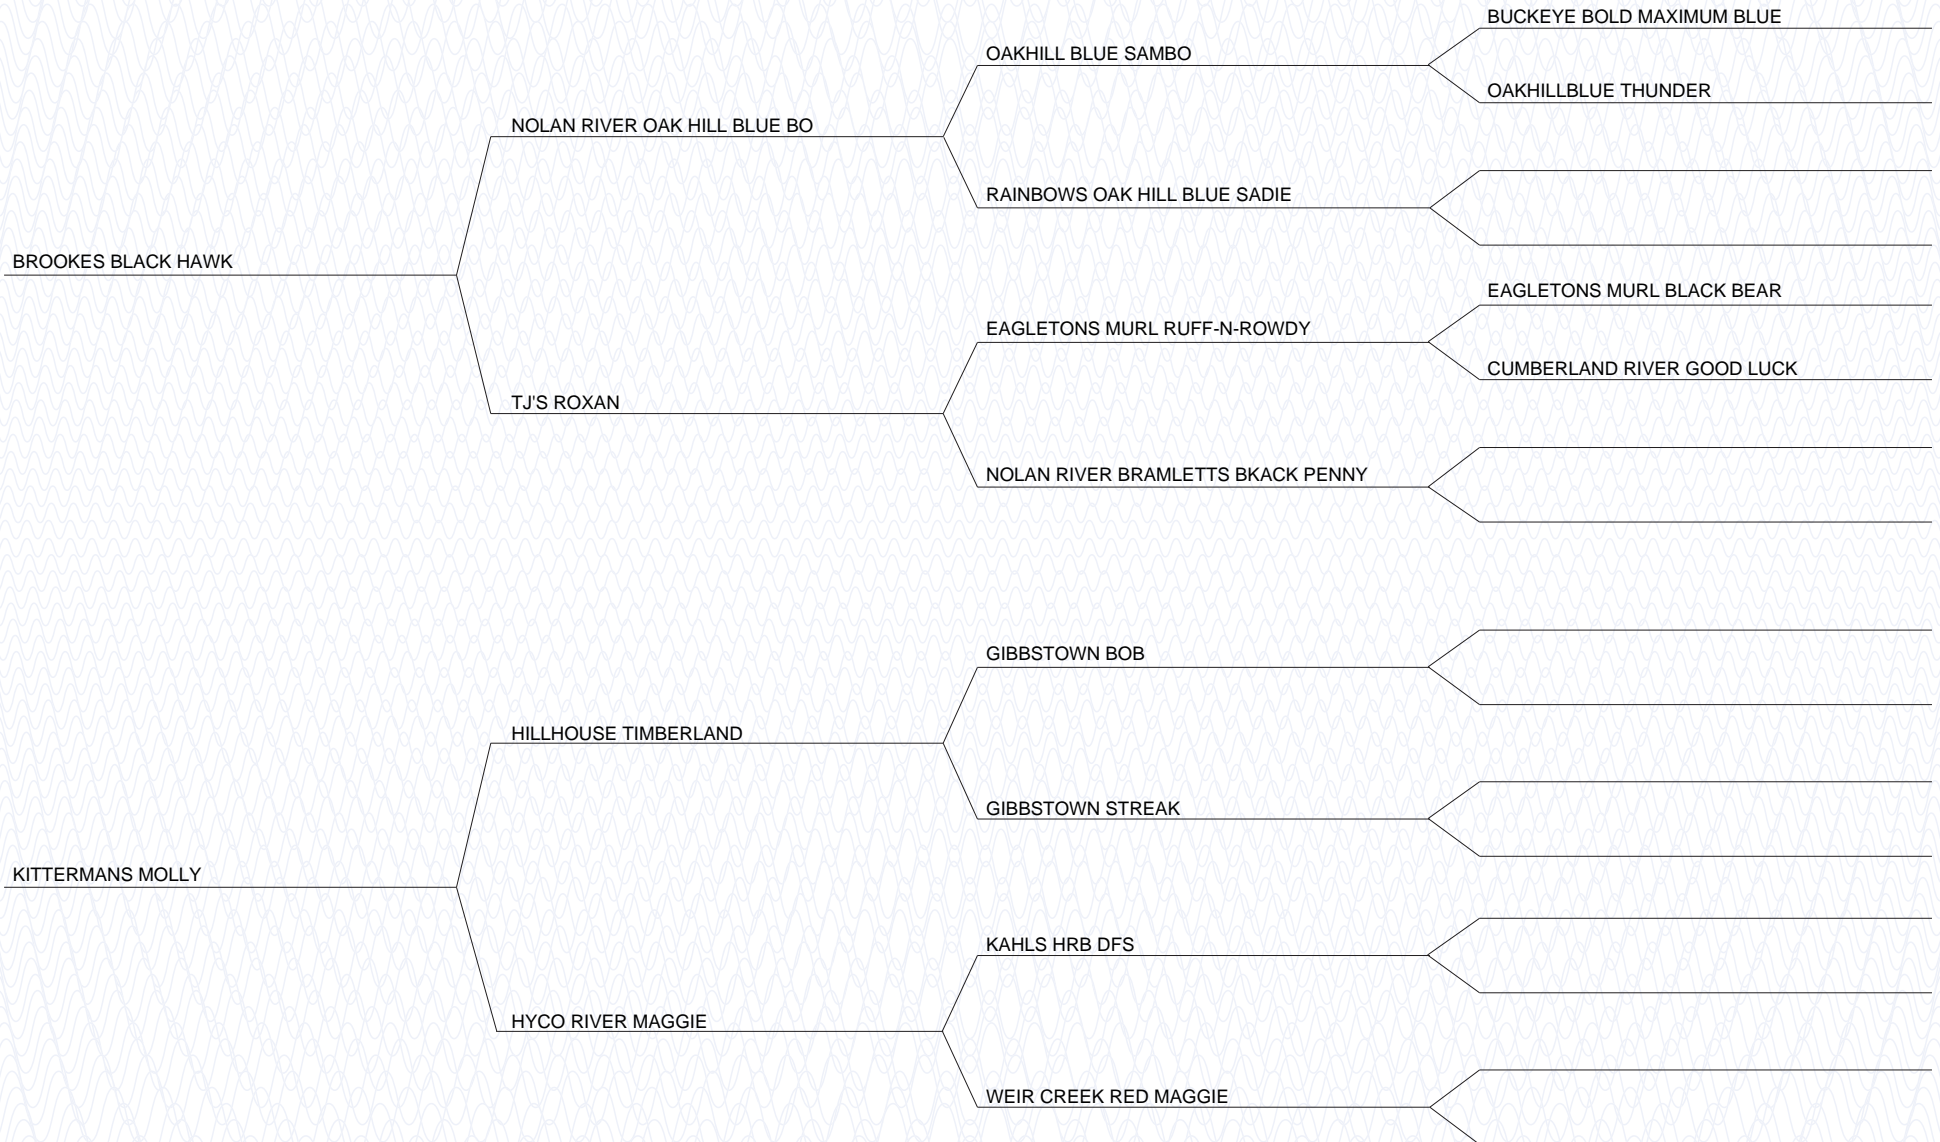 BUCKEYE BOLD MAXIMUM BLUE
OAKHILL BLUE SAMBO
OAKHILLBLUE THUNDER
NOLAN RIVER OAK HILL BLUE BO
RAINBOWS OAK HILL BLUE SADIE
BROOKES BLACK HAWK
EAGLETONS MURL BLACK BEAR
EAGLETONS MURL RUFF-N-ROWDY
CUMBERLAND RIVER GOOD LUCK
TJ'S ROXAN
NOLAN RIVER BRAMLETTS BKACK PENNY
GIBBSTOWN BOB
HILLHOUSE TIMBERLAND
GIBBSTOWN STREAK
KITTERMANS MOLLY
KAHLS HRB DFS
HYCO RIVER MAGGIE
WEIR CREEK RED MAGGIE